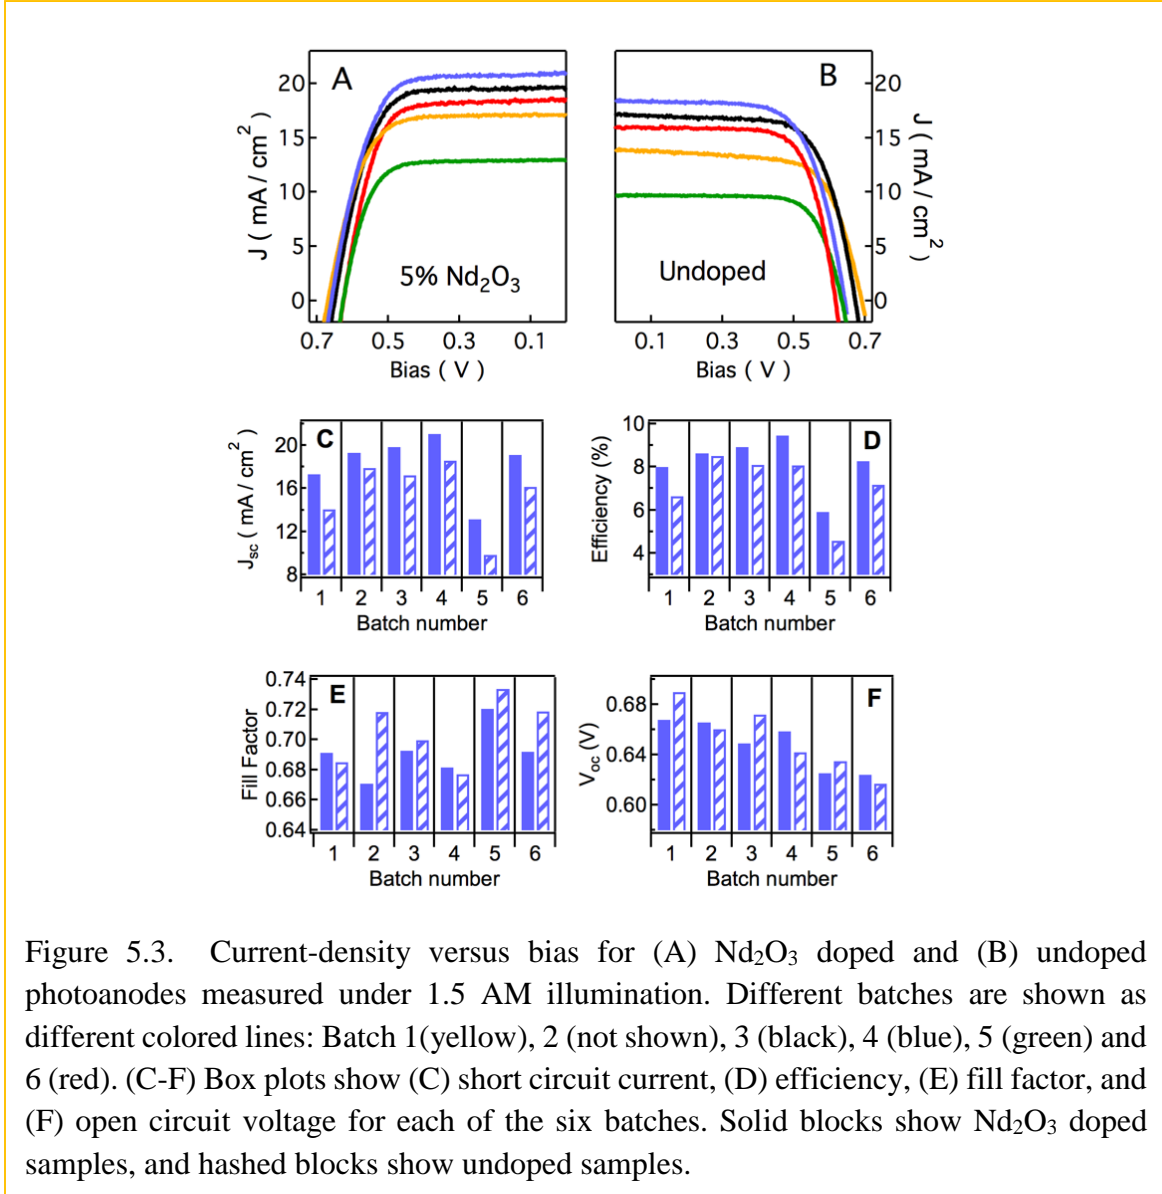 A
B
20
15
10
5
0
J ( mA / cm²)
5% Nd₂O₃
0.7 0.5 0.3 0.1
Bias ( V )
Undoped
20
15
10
5
0
J ( mA / cm²)
0.1 0.3 0.5 0.7
Bias ( V )
C
20
16
12
8
Jsc ( mA / cm²)
1 2 3 4 5 6
Batch number
D
10
8
6
4
Efficiency (%)
1 2 3 4 5 6
Batch number
E
0.74
0.72
0.70
0.68
0.66
0.64
Fill Factor
1 2 3 4 5 6
Batch number
F
0.68
0.64
0.60
Voc (V)
1 2 3 4 5 6
Batch number
Figure 5.3. Current-density versus bias for (A) Nd₂O₃ doped and (B) undoped
photoanodes measured under 1.5 AM illumination. Different batches are shown as
different colored lines: Batch 1(yellow), 2 (not shown), 3 (black), 4 (blue), 5 (green) and
6 (red). (C-F) Box plots show (C) short circuit current, (D) efficiency, (E) fill factor, and
(F) open circuit voltage for each of the six batches. Solid blocks show Nd₂O₃ doped
samples, and hashed blocks show undoped samples.